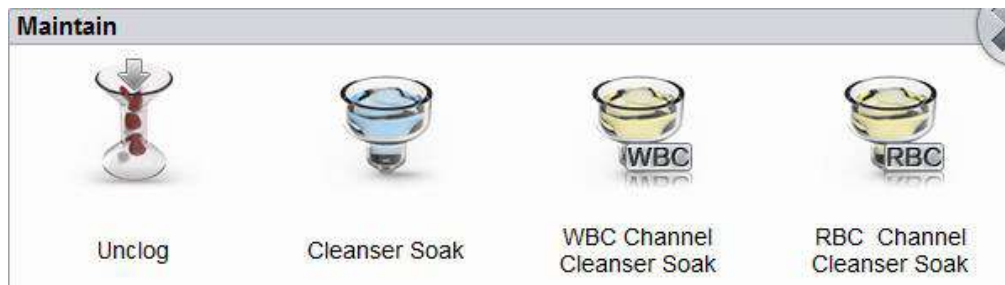 Maintain
WBC
RBC
Unclog
Cleanser Soak
WBC Channel
Cleanser Soak
RBC Channel
Cleanser Soak